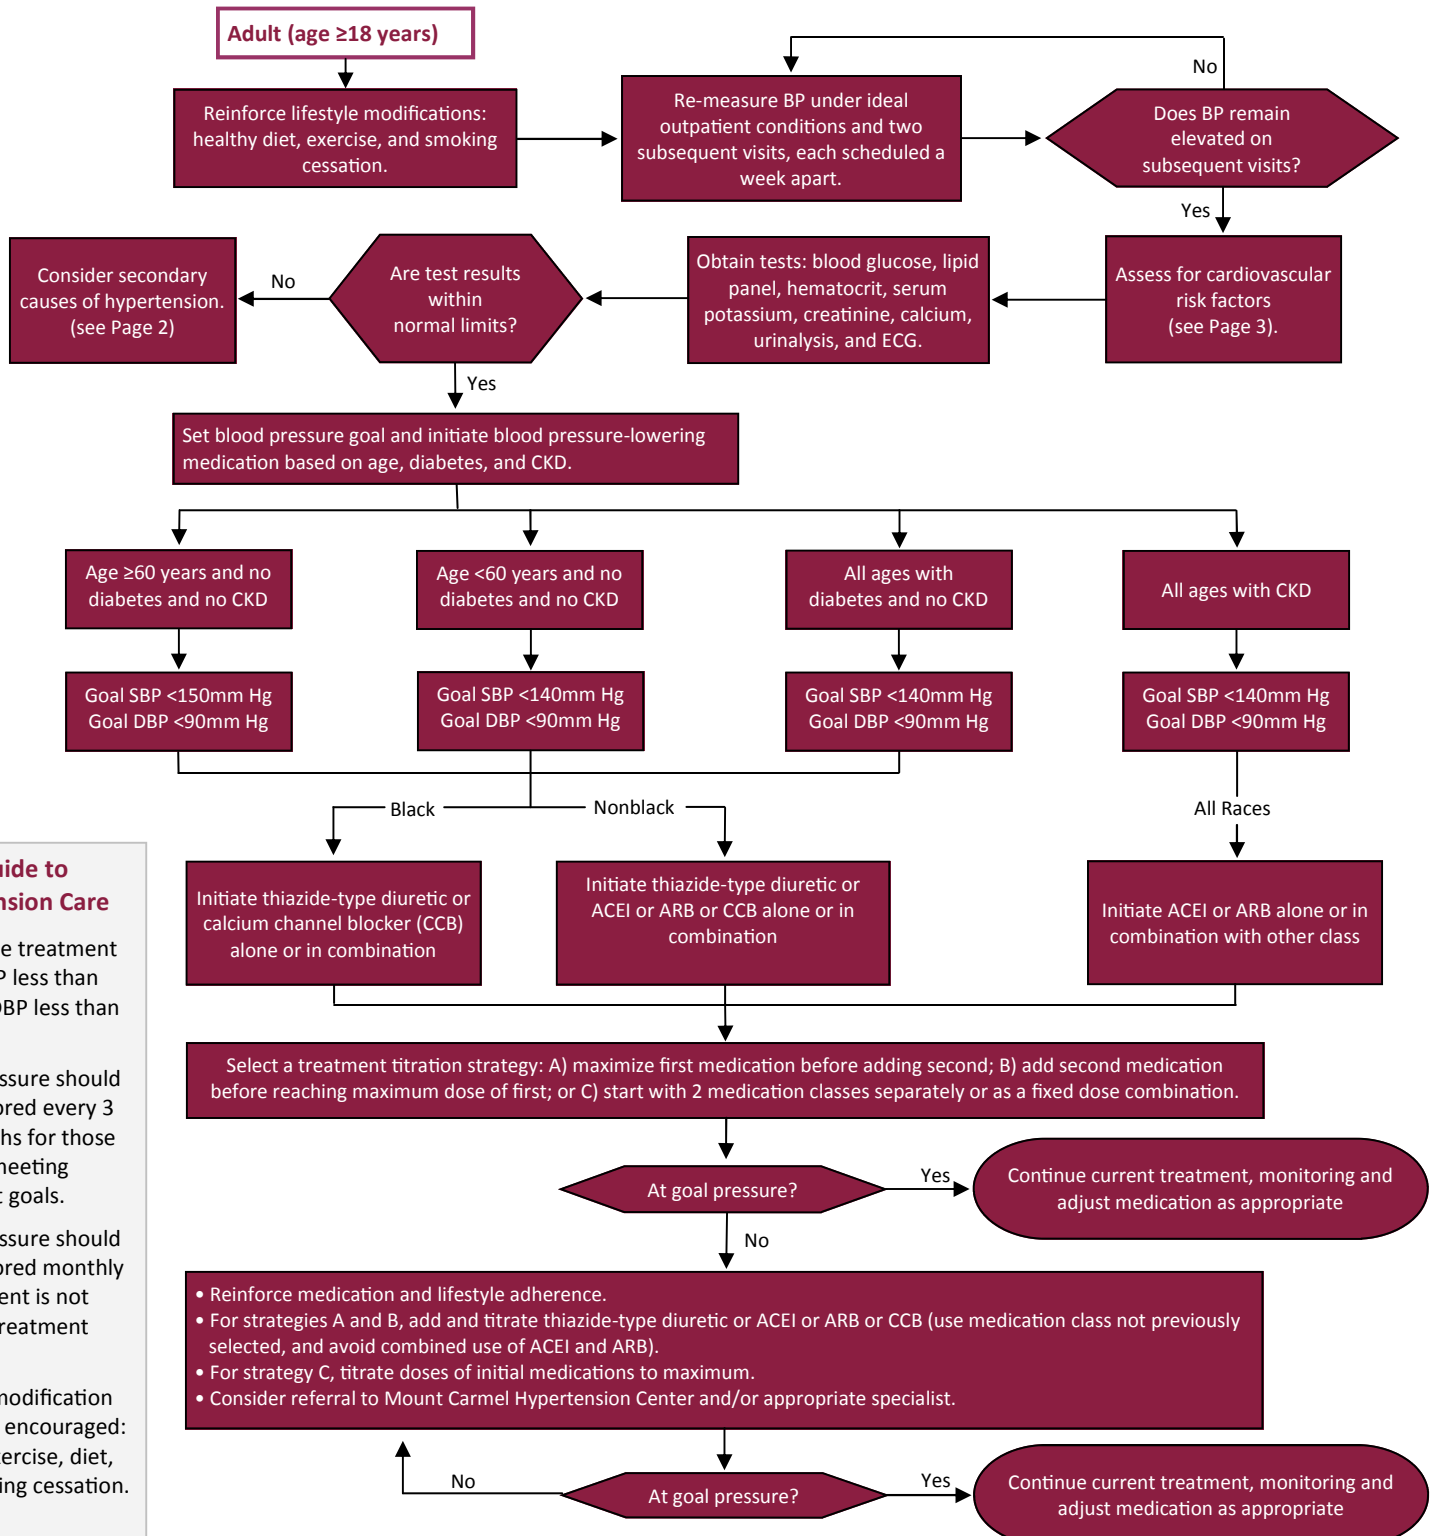 Adult (age ≥18 years)
Reinforce lifestyle modifications:
healthy diet, exercise, and smoking
cessation.
Re-measure BP under ideal
outpatient conditions and two
subsequent visits, each scheduled a
week apart.
No
Does BP remain
elevated on
subsequent visits?
Yes
Assess for cardiovascular
risk factors
(see Page 3).
Obtain tests: blood glucose, lipid
panel, hematocrit, serum
potassium, creatinine, calcium,
urinalysis, and ECG.
Are test results
within
normal limits?
No
Consider secondary
causes of hypertension.
(see Page 2)
Yes
Set blood pressure goal and initiate blood pressure-lowering
medication based on age, diabetes, and CKD.
Age ≥60 years and no
diabetes and no CKD
Age <60 years and no
diabetes and no CKD
All ages with
diabetes and no CKD
All ages with CKD
Goal SBP <150mm Hg
Goal DBP <90mm Hg
Goal SBP <140mm Hg
Goal DBP <90mm Hg
Goal SBP <140mm Hg
Goal DBP <90mm Hg
Goal SBP <140mm Hg
Goal DBP <90mm Hg
Black
Nonblack
All Races
Initiate thiazide-type diuretic or
calcium channel blocker (CCB)
alone or in combination
Initiate thiazide-type diuretic or
ACEI or ARB or CCB alone or in
combination
Initiate ACEI or ARB alone or in
combination with other class
Select a treatment titration strategy: A) maximize first medication before adding second; B) add second medication
before reaching maximum dose of first; or C) start with 2 medication classes separately or as a fixed dose combination.
At goal pressure?
Yes
Continue current treatment, monitoring and
adjust medication as appropriate
No
• Reinforce medication and lifestyle adherence.
• For strategies A and B, add and titrate thiazide-type diuretic or ACEI or ARB or CCB (use medication class not previously
selected, and avoid combined use of ACEI and ARB).
• For strategy C, titrate doses of initial medications to maximum.
• Consider referral to Mount Carmel Hypertension Center and/or appropriate specialist.
No
At goal pressure?
Yes
Continue current treatment, monitoring and
adjust medication as appropriate
to
Care
treatment
less than
DBP less than
should
every 3
for those
meeting
goals.
should
monthly
is not
treatment
modification
encouraged:
diet,
cessation.